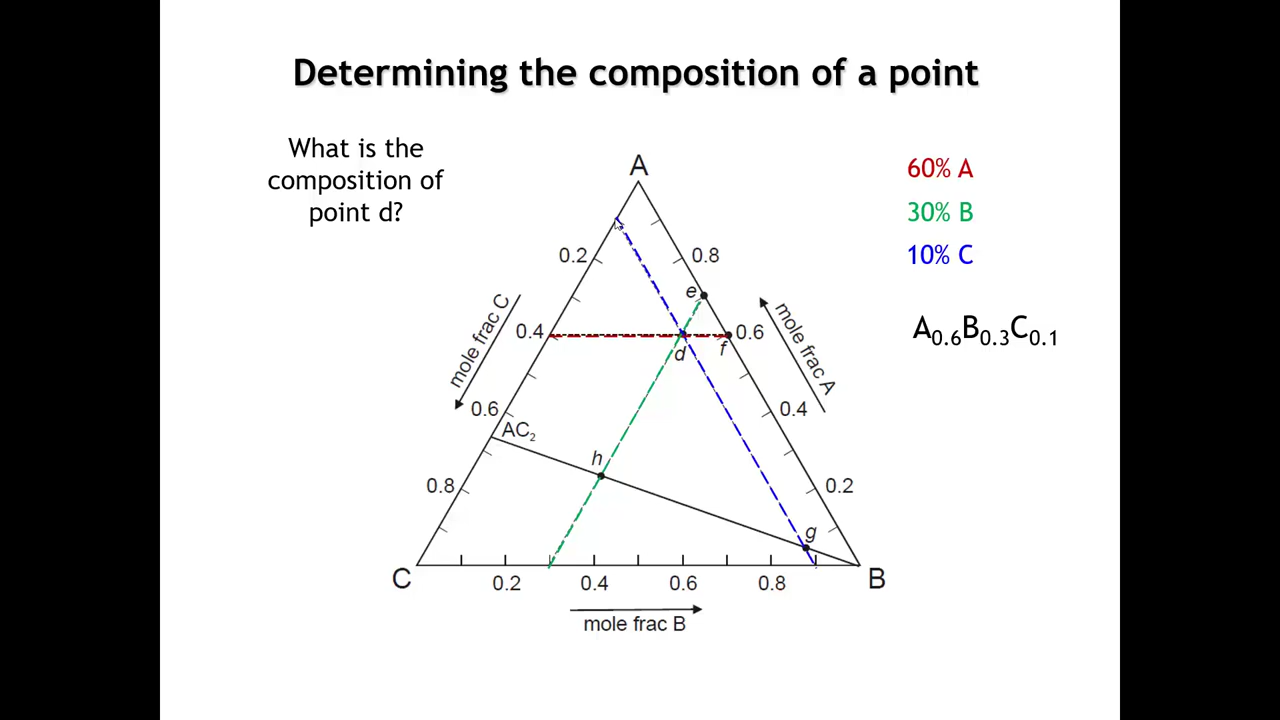 Determining the composition of a point
What is the
composition of
point d?
60% A
30% B
10% C
A0.6B0.3C0.1
A
0.2
0.8
e
0.4
0.6
d
f
mole frac C
mole frac A
0.6
0.4
AC2
h
0.8
0.2
g
C
B
0.2
0.4
0.6
0.8
mole frac B